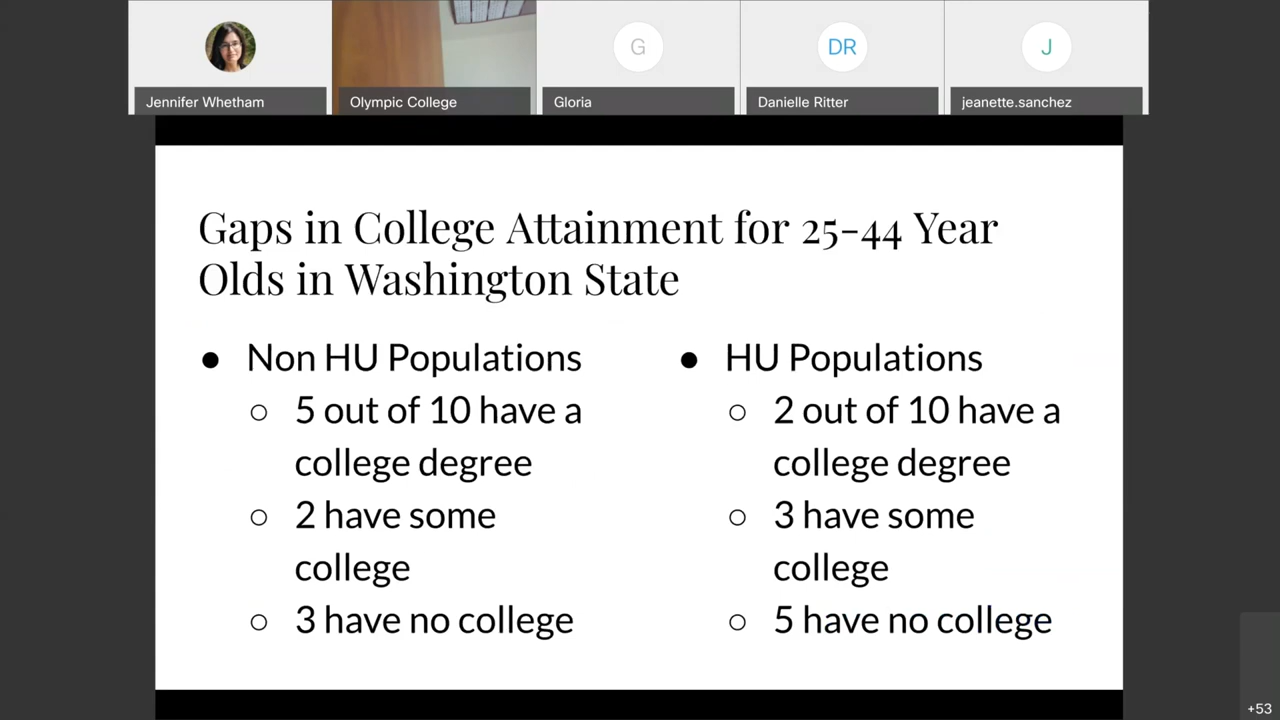 Jennifer Whetham
Olympic College
G
Gloria
DR
Danielle Ritter
J
jeanette.sanchez
Gaps in College Attainment for 25-44 Year
Olds in Washington State
● Non HU Populations
○ 5 out of 10 have a
college degree
○ 2 have some
college
○ 3 have no college
● HU Populations
○ 2 out of 10 have a
college degree
○ 3 have some
college
○ 5 have no college
+53